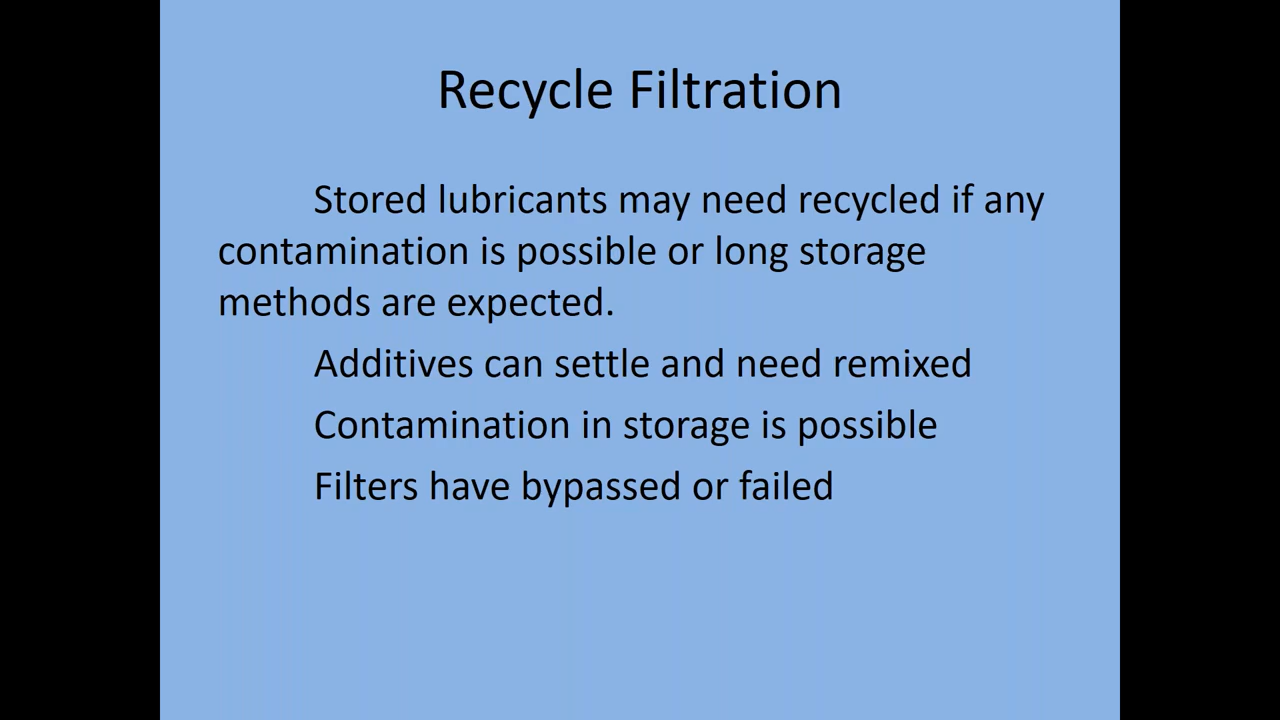 Recycle Filtration
Stored lubricants may need recycled if any
contamination is possible or long storage
methods are expected.
Additives can settle and need remixed
Contamination in storage is possible
Filters have bypassed or failed